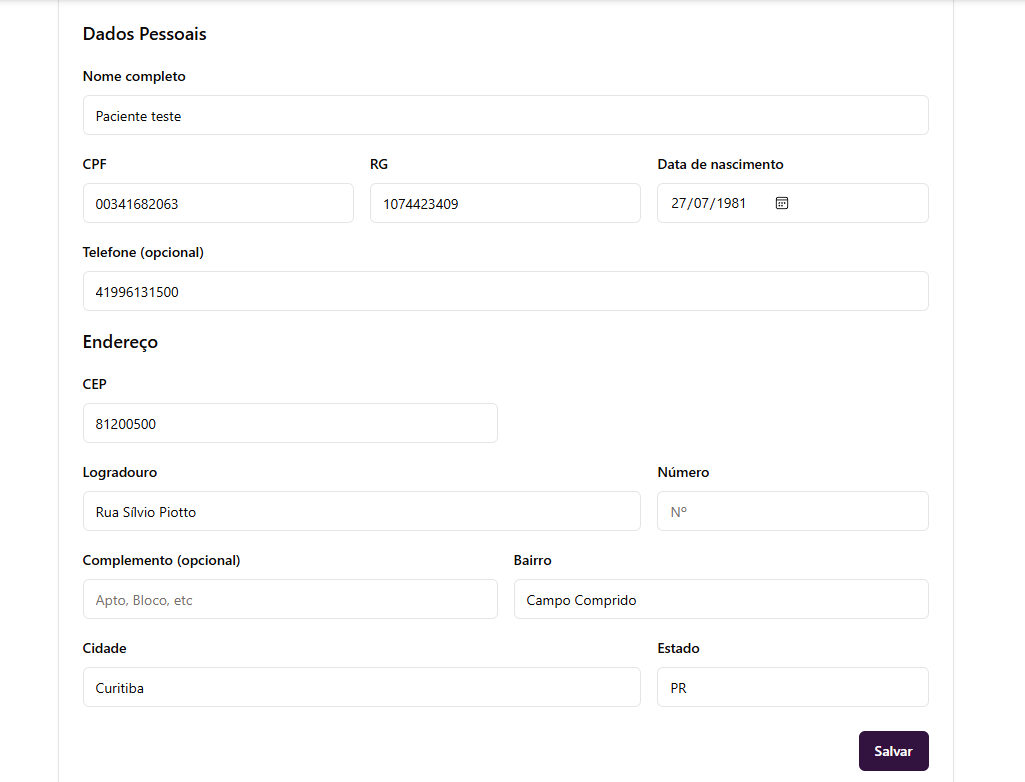 Dados Pessoais
Nome completo
Paciente teste
CPF RG Data de nascimento
00341682063 1074423409 27/07/1981
Telefone (opcional)
41996131500
Endereço
CEP
81200500
Logradouro Número
Rua Sílvio Piotto Nº
Complemento (opcional) Bairro
Apto, Bloco, etc Campo Comprido
Cidade Estado
Curitiba PR
Salvar